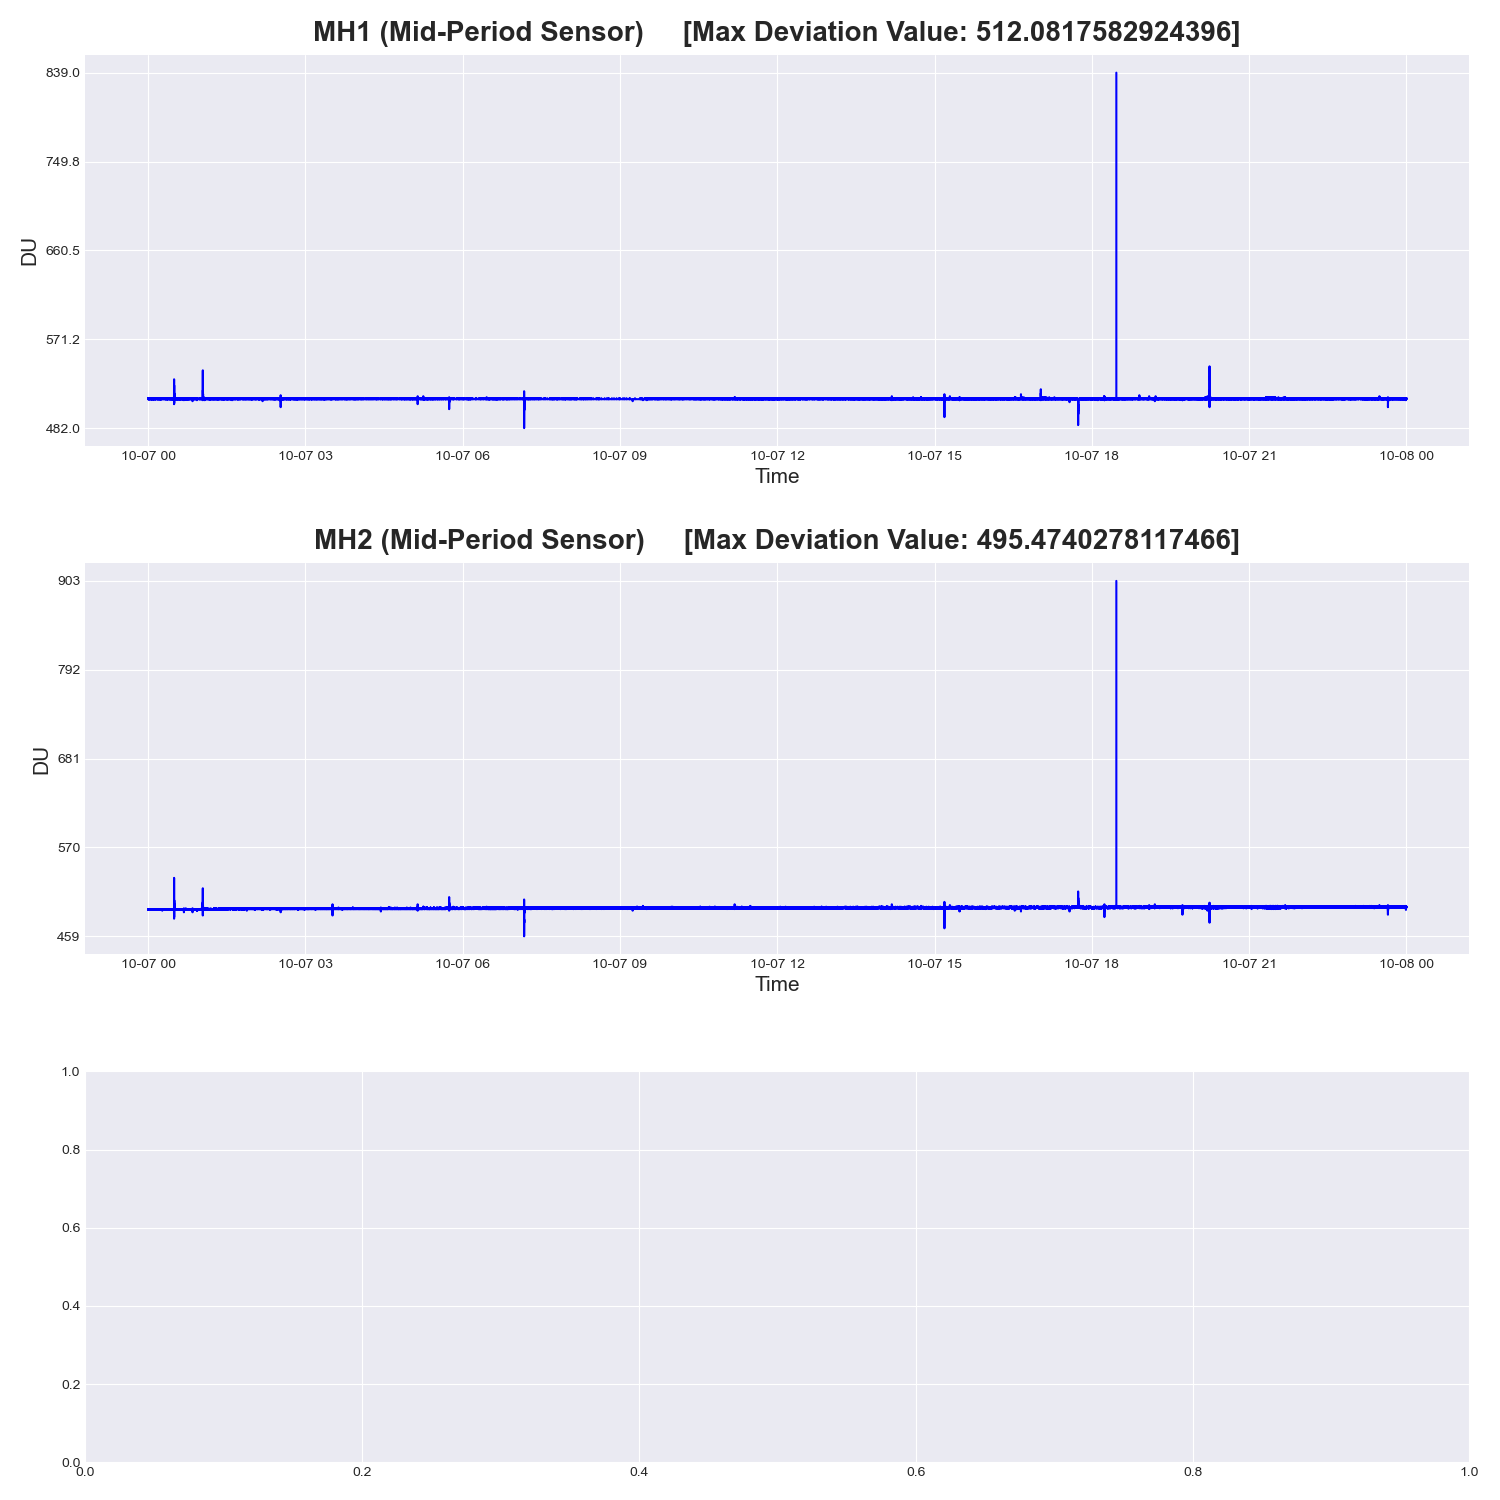 MH1 (Mid-Period Sensor) [Max Deviation Value: 512.0817582924396]
839.0
749.8
660.5
571.2
482.0
DU
10-07 00 10-07 03 10-07 06 10-07 09 10-07 12 10-07 15 10-07 18 10-07 21 10-08 00
Time
MH2 (Mid-Period Sensor) [Max Deviation Value: 495.4740278117466]
903
792
681
570
459
DU
10-07 00 10-07 03 10-07 06 10-07 09 10-07 12 10-07 15 10-07 18 10-07 21 10-08 00
Time
1.0
0.8
0.6
0.4
0.2
0.0
0.0 0.2 0.4 0.6 0.8 1.0